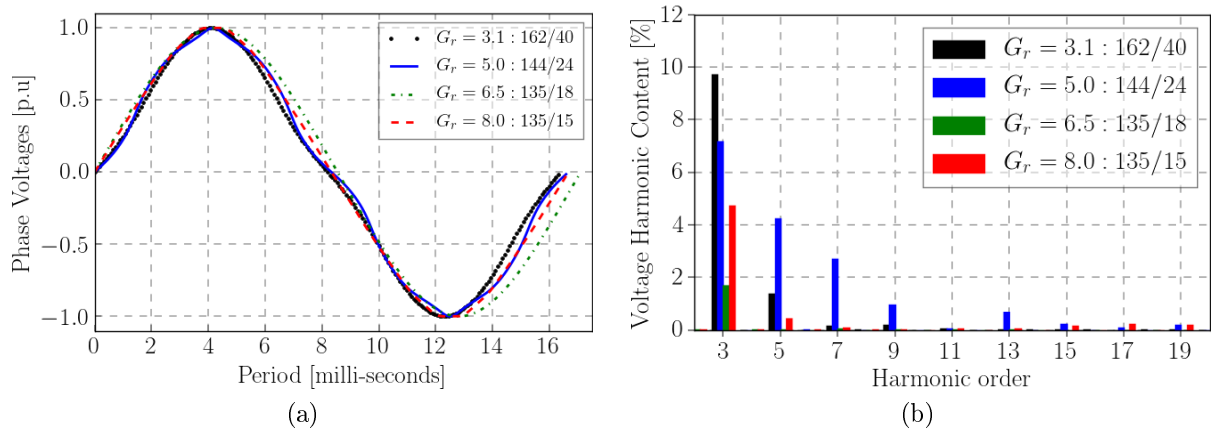 Phase Voltages [p.u]
1.0
0.5
0.0
−0.5
−1.0
0 2 4 6 8 10 12 14 16
Period [milli-seconds]
G_r = 3.1 : 162/40
G_r = 5.0 : 144/24
G_r = 6.5 : 135/18
G_r = 8.0 : 135/15
(a)
Voltage Harmonic Content [%]
12
10
8
6
4
2
0
3 5 7 9 11 13 15 17 19
Harmonic order
G_r = 3.1 : 162/40
G_r = 5.0 : 144/24
G_r = 6.5 : 135/18
G_r = 8.0 : 135/15
(b)